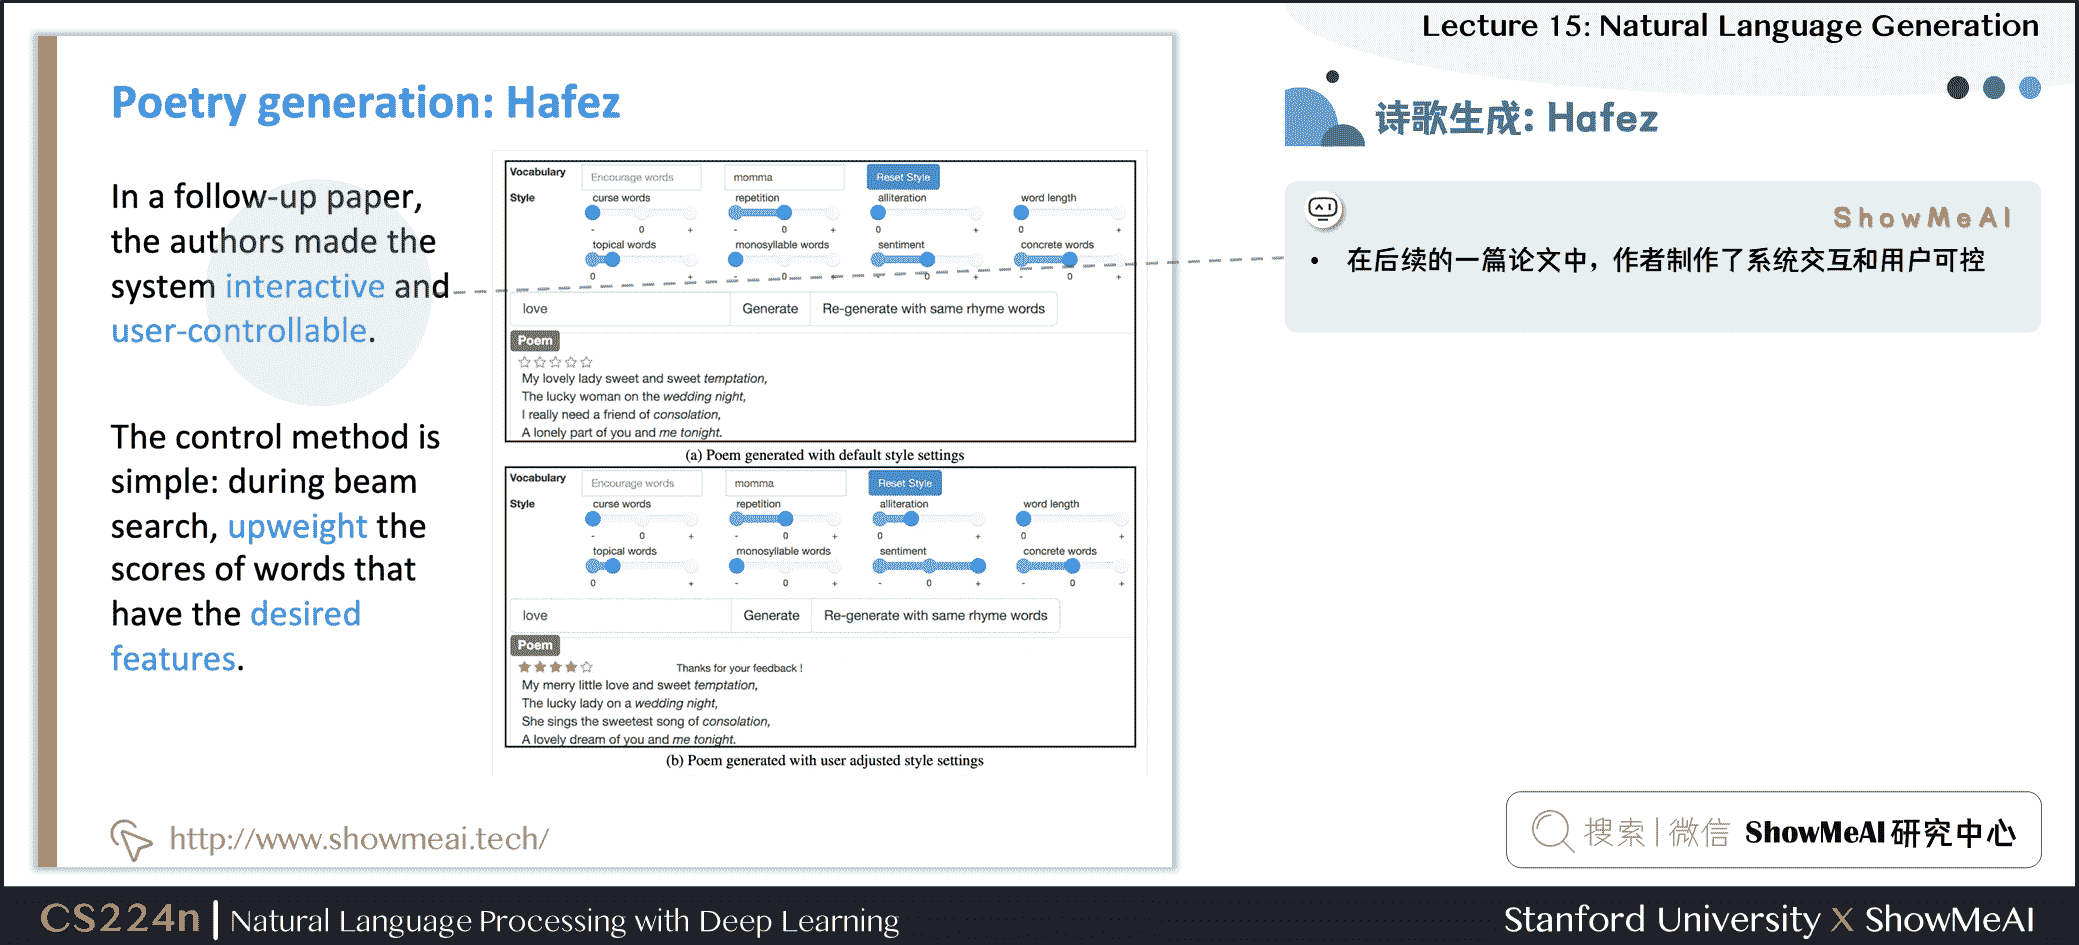 Lecture 15: Natural Language Generation
Poetry generation: Hafez
In a follow-up paper,
the authors made the
system interactive and
user-controllable.
The control method is
simple: during beam
search, upweight the
scores of words that
have the desired
features.
Vocabulary Encourage words momma Reset Style
Style curse words repetition alliteration word length
- 0 + - 0 + 0 + 0 +
topical words monosyllable words sentiment concrete words
0 + - 0 + - 0 + - 0 +
love Generate Re-generate with same rhyme words
Poem
My lovely lady sweet and sweet temptation,
The lucky woman on the wedding night,
I really need a friend of consolation,
A lonely part of you and me tonight.
(a) Poem generated with default style settings
Vocabulary Encourage words momma Reset Style
Style curse words repetition alliteration word length
- 0 + - 0 + 0 + 0 +
topical words monosyllable words sentiment concrete words
0 + - 0 + - 0 + - 0 +
love Generate Re-generate with same rhyme words
Poem
Thanks for your feedback !
My merry little love and sweet temptation,
The lucky lady on a wedding night,
She sings the sweetest song of consolation,
A lovely dream of you and me tonight.
(b) Poem generated with user adjusted style settings
http://www.showmeai.tech/
诗歌生成: Hafez
ShowMeAI
• 在后续的一篇论文中，作者制作了系统交互和用户可控
搜索 | 微信 ShowMeAI 研究中心
CS224n | Natural Language Processing with Deep Learning
Stanford University X ShowMeAI